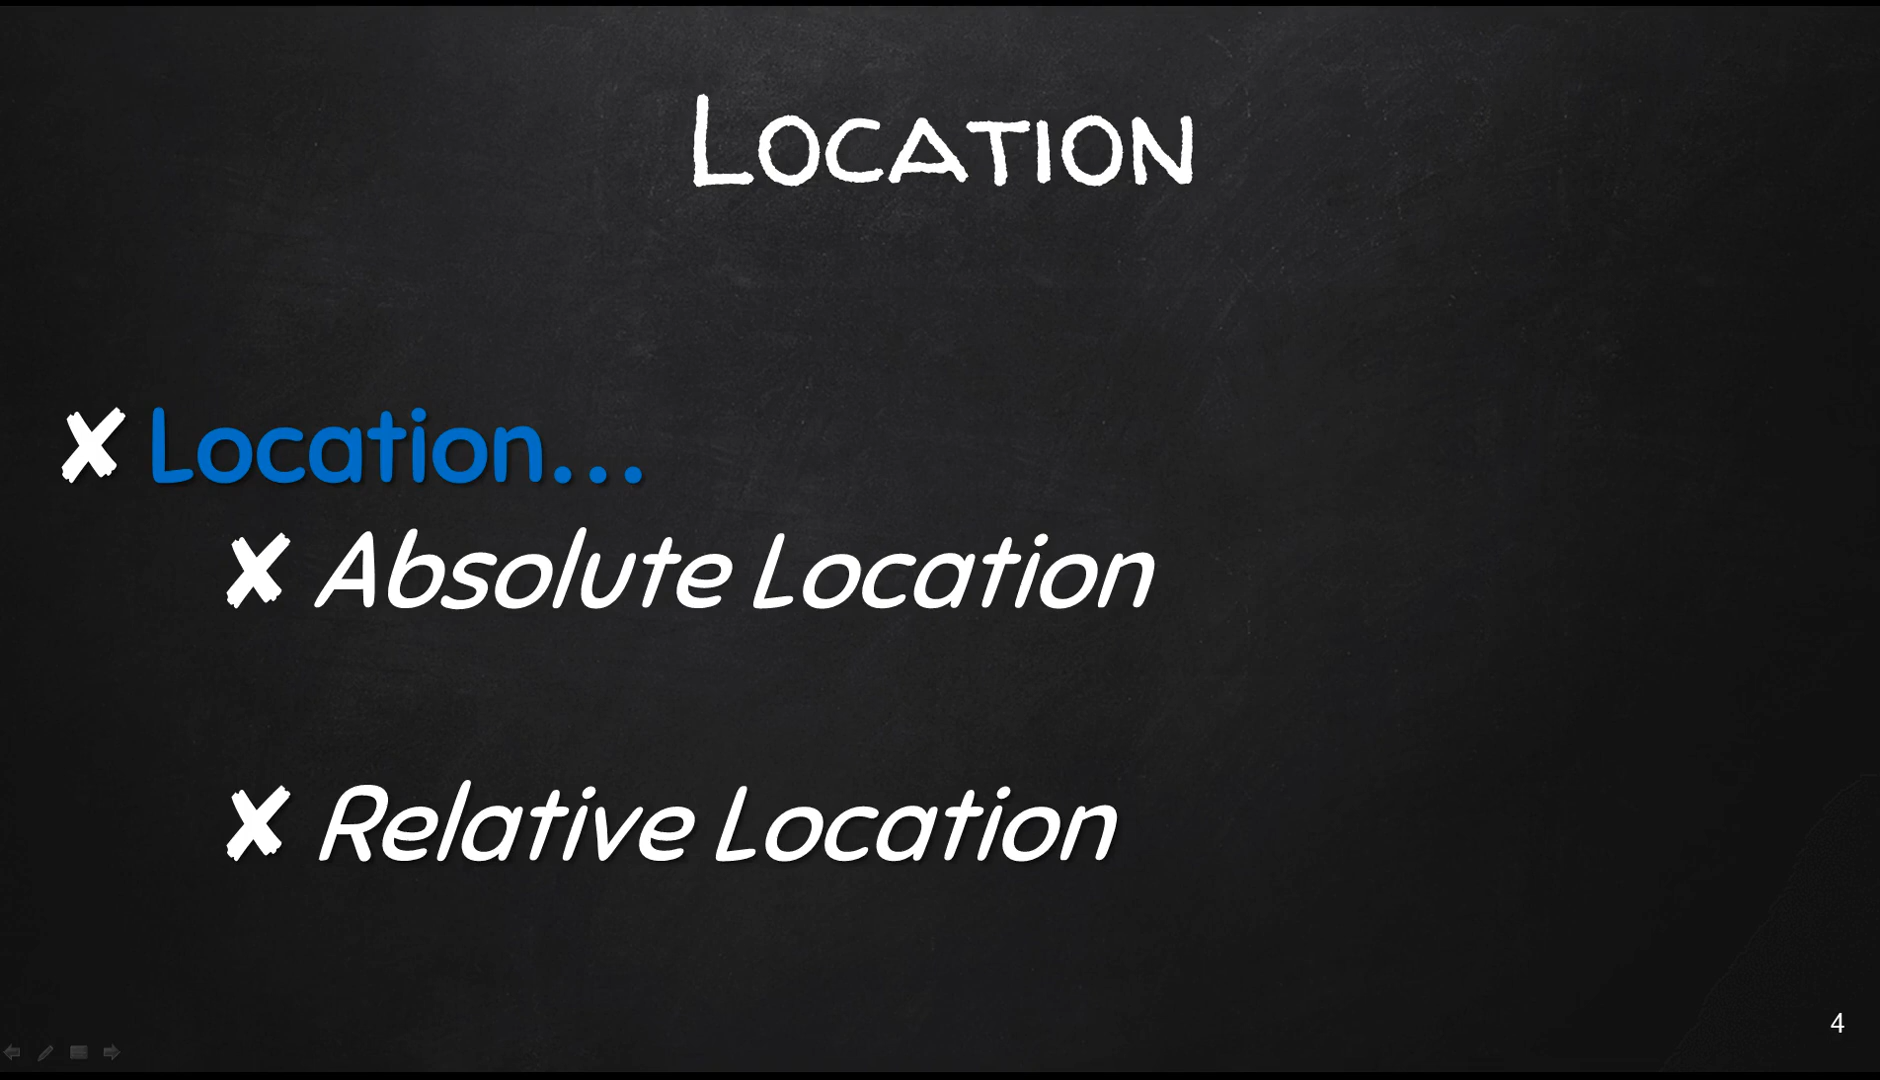 Location
✘ Location...
✘ Absolute Location
✘ Relative Location
4